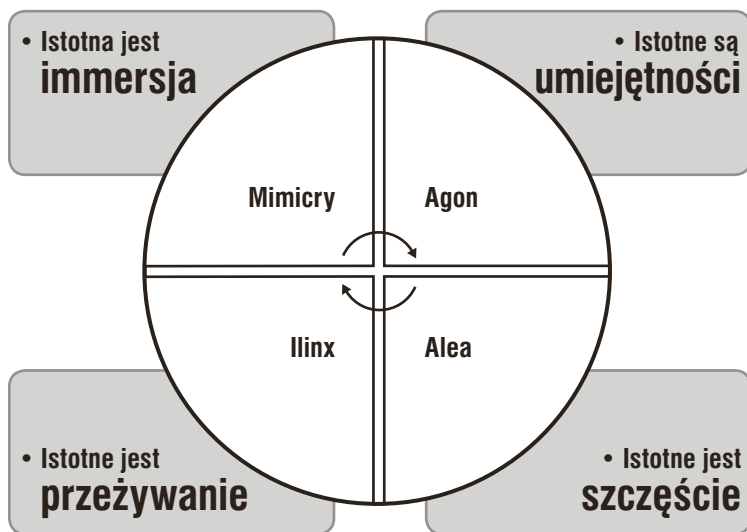 • Istotna jest
immersja
• Istotne są
umiejętności
Mimicry
Agon
Ilinx
Alea
• Istotne jest
przeżywanie
• Istotne jest
szczęście